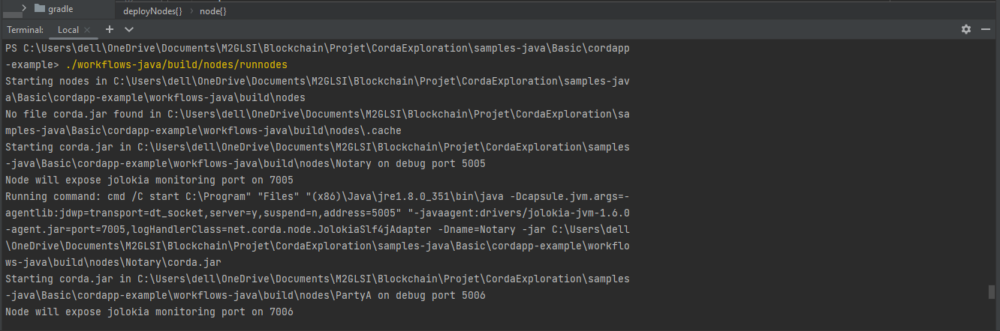 gradle
deployNodes{} > node{}
Terminal: Local × + 
PS C:\Users\dell\OneDrive\Documents\M2GLSI\Blockchain\Projet\CordaExploration\samples-java\Basic\cordapp
-example> ./workflows-java/build/nodes/runnodes
Starting nodes in C:\Users\dell\OneDrive\Documents\M2GLSI\Blockchain\Projet\CordaExploration\samples-jav
a\Basic\cordapp-example\workflows-java\build\nodes
No file corda.jar found in C:\Users\dell\OneDrive\Documents\M2GLSI\Blockchain\Projet\CordaExploration\sa
mples-java\Basic\cordapp-example\workflows-java\build\nodes\.cache
Starting corda.jar in C:\Users\dell\OneDrive\Documents\M2GLSI\Blockchain\Projet\CordaExploration\samples
-java\Basic\cordapp-example\workflows-java\build\nodes\Notary on debug port 5005
Node will expose jolokia monitoring port on 7005
Running command: cmd /C start C:\Program" "Files" "(x86)\Java\jre1.8.0_351\bin\java -Dcapsule.jvm.args=-
agentlib:jdwp=transport=dt_socket,server=y,suspend=n,address=5005" "-javaagent:drivers/jolokia-jvm-1.6.0
-agent.jar=port=7005,logHandlerClass=net.corda.node.JolokiaSlf4jAdapter -Dname=Notary -jar C:\Users\dell
\OneDrive\Documents\M2GLSI\Blockchain\Projet\CordaExploration\samples-java\Basic\cordapp-example\workflo
ws-java\build\nodes\Notary\corda.jar
Starting corda.jar in C:\Users\dell\OneDrive\Documents\M2GLSI\Blockchain\Projet\CordaExploration\samples
-java\Basic\cordapp-example\workflows-java\build\nodes\PartyA on debug port 5006
Node will expose jolokia monitoring port on 7006